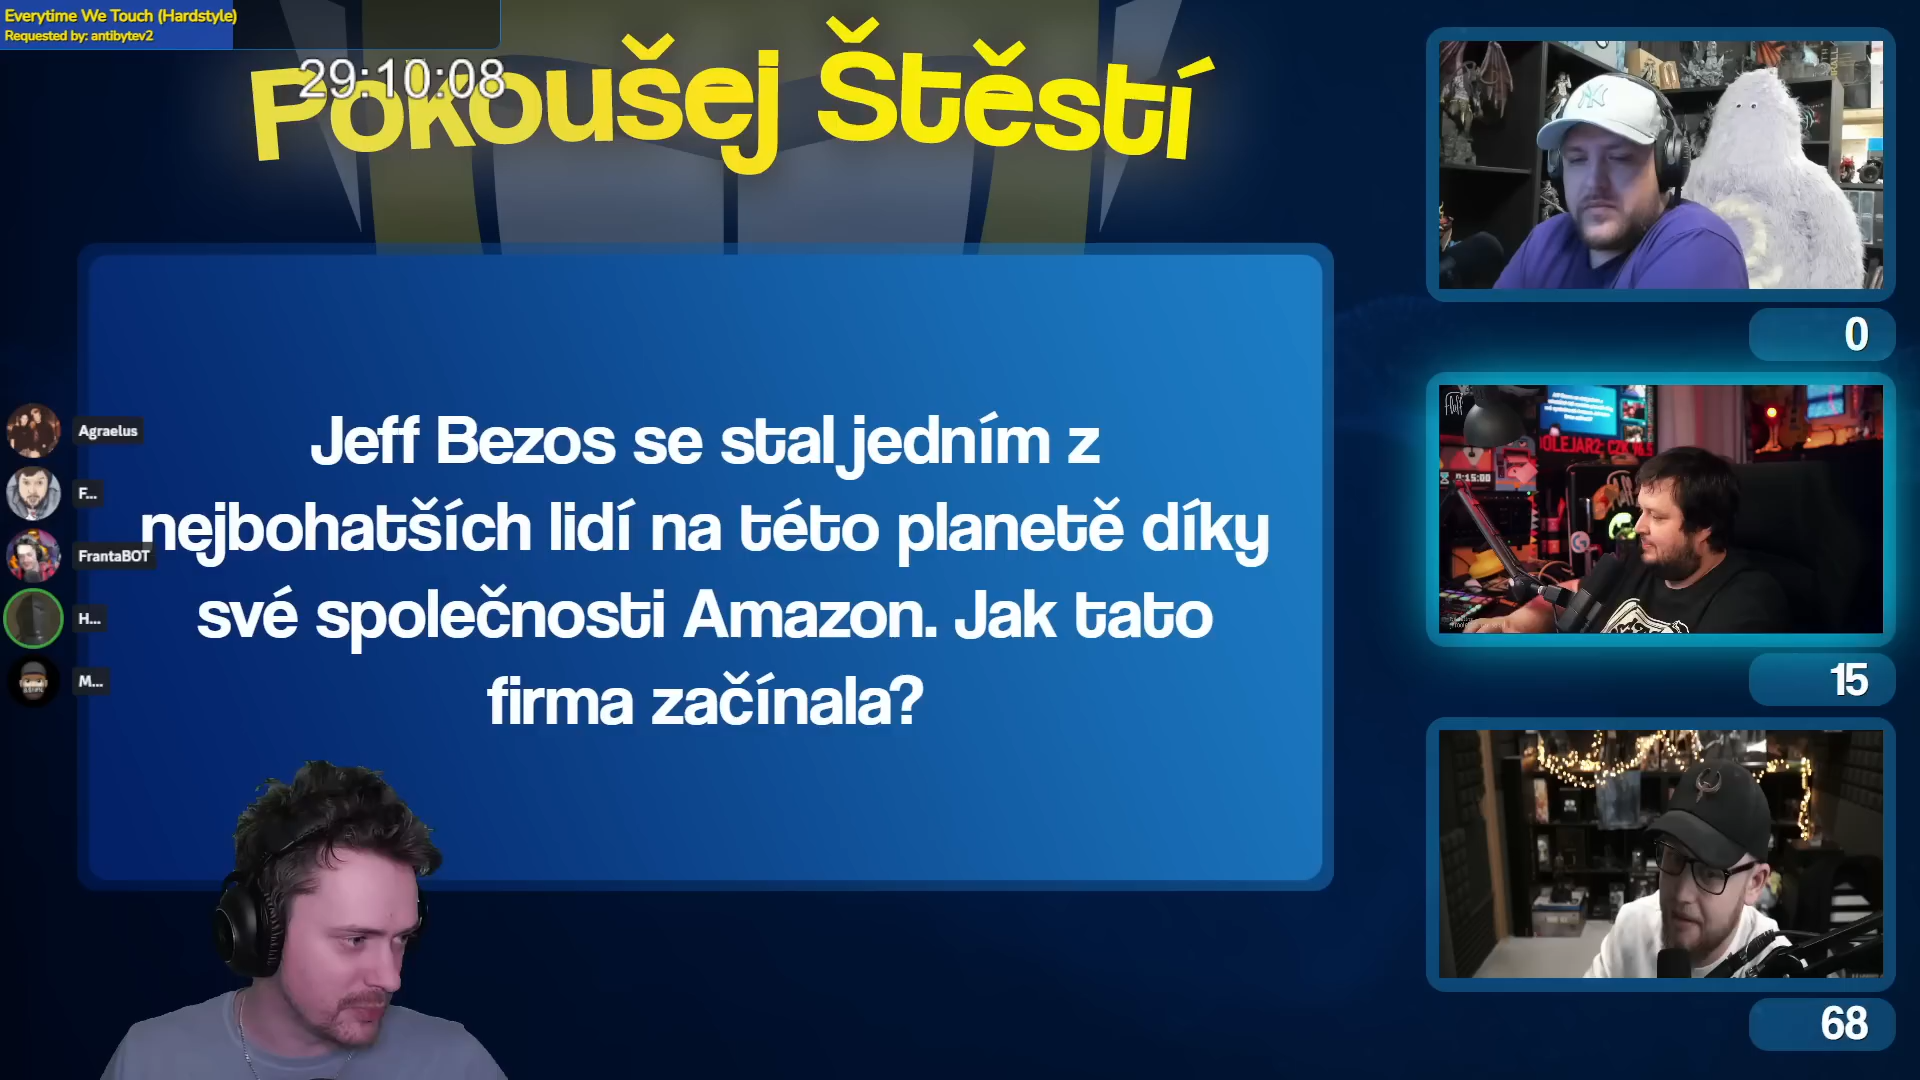 Everytime We Touch (Hardstyle)
Requested by: antibytev2
29:10:08
Pokoušej Štěstí
Jeff Bezos se stal jedním z
nejbohatších lidí na této planetě díky
své společnosti Amazon. Jak tato
firma začínala?
Agraelus
F...
FrantaBOT
H...
M...
0
15
68